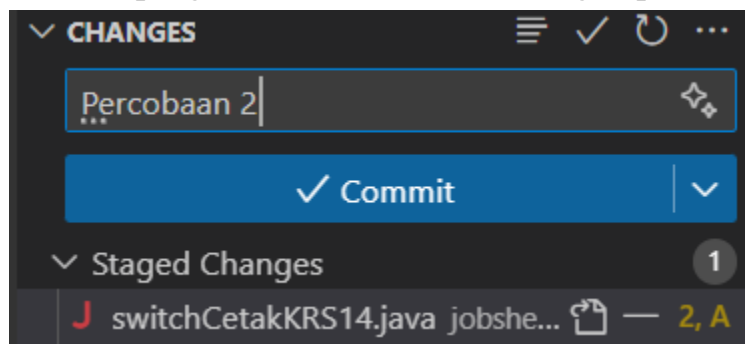 CHANGES
Percobaan 2
Commit
Staged Changes 1
J switchCetakKRS14.java jobshe... 2, A